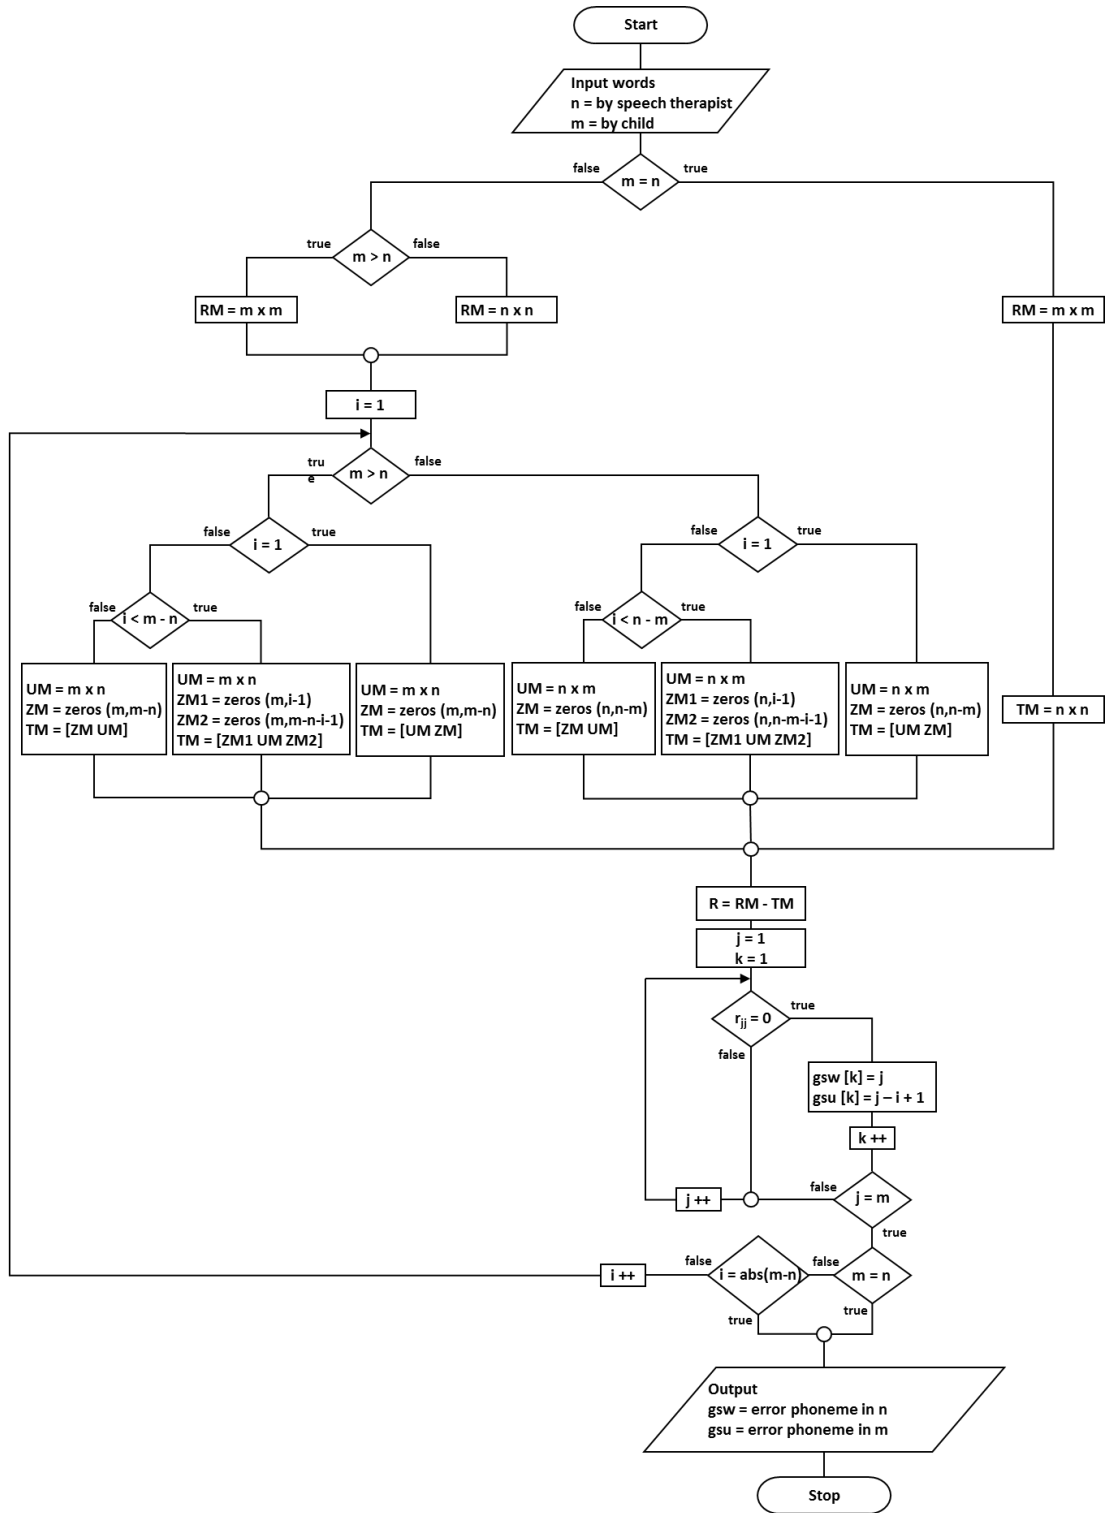 Start
Input words
n = by speech therapist
m = by child
false
true
m = n
true
false
m > n
RM = m x m
RM = n x n
RM = m x m
i = 1
tru
e
false
m > n
false
true
i = 1
false
true
i = 1
false
true
i < m - n
false
true
i < n - m
UM = m x n
ZM = zeros (m,m-n)
TM = [ZM UM]
UM = m x n
ZM1 = zeros (m,i-1)
ZM2 = zeros (m,m-n-i-1)
TM = [ZM1 UM ZM2]
UM = m x n
ZM = zeros (m,m-n)
TM = [UM ZM]
UM = n x m
ZM = zeros (n,n-m)
TM = [ZM UM]
UM = n x m
ZM1 = zeros (n,i-1)
ZM2 = zeros (n,n-m-i-1)
TM = [ZM1 UM ZM2]
UM = n x m
ZM = zeros (n,n-m)
TM = [UM ZM]
TM = n x n
R = RM - TM
j = 1
k = 1
true
rjj = 0
false
gsw [k] = j
gsu [k] = j – i + 1
k ++
false
j = m
j ++
true
false
false
i = abs(m-n)
m = n
i ++
true
true
Output
gsw = error phoneme in n
gsu = error phoneme in m
Stop